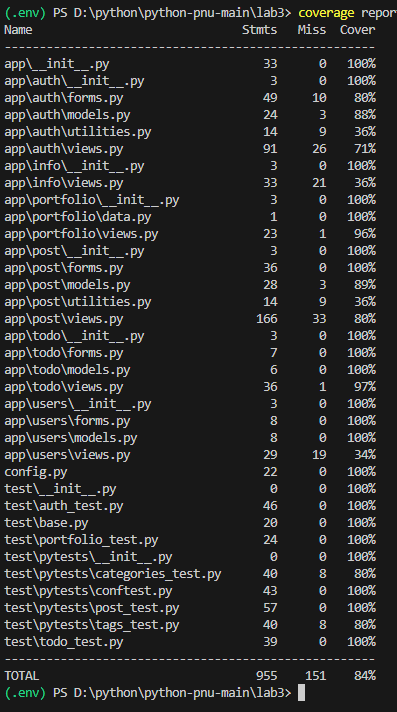 (.env) PS D:\python\python-pnu-main\lab3> coverage repor
Name Stmts Miss Cover
---------------------------------------------------
app\__init__.py 33 0 100%
app\auth\__init__.py 3 0 100%
app\auth\forms.py 49 10 80%
app\auth\models.py 24 3 88%
app\auth\utilities.py 14 9 36%
app\auth\views.py 91 26 71%
app\info\__init__.py 3 0 100%
app\info\views.py 33 21 36%
app\portfolio\__init__.py 3 0 100%
app\portfolio\data.py 1 0 100%
app\portfolio\views.py 23 1 96%
app\post\__init__.py 3 0 100%
app\post\forms.py 36 0 100%
app\post\models.py 28 3 89%
app\post\utilities.py 14 9 36%
app\post\views.py 166 33 80%
app\todo\__init__.py 3 0 100%
app\todo\forms.py 7 0 100%
app\todo\models.py 6 0 100%
app\todo\views.py 36 1 97%
app\users\__init__.py 3 0 100%
app\users\forms.py 8 0 100%
app\users\models.py 8 0 100%
app\users\views.py 29 19 34%
config.py 22 0 100%
test\__init__.py 0 0 100%
test\auth_test.py 46 0 100%
test\base.py 20 0 100%
test\portfolio_test.py 24 0 100%
test\pytests\__init__.py 0 0 100%
test\pytests\categories_test.py 40 8 80%
test\pytests\conftest.py 43 0 100%
test\pytests\post_test.py 57 0 100%
test\pytests\tags_test.py 40 8 80%
test\todo_test.py 39 0 100%
---------------------------------------------------
TOTAL 955 151 84%
(.env) PS D:\python\python-pnu-main\lab3>